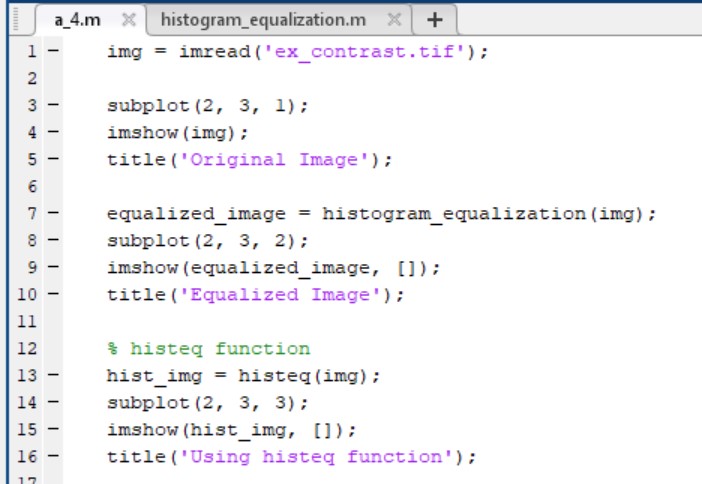 a_4.m × histogram_equalization.m × +
1 - img = imread('ex_contrast.tif');
2
3 - subplot(2, 3, 1);
4 - imshow(img);
5 - title('Original Image');
6
7 - equalized_image = histogram_equalization(img);
8 - subplot(2, 3, 2);
9 - imshow(equalized_image, []);
10 - title('Equalized Image');
11
12 % histeq function
13 - hist_img = histeq(img);
14 - subplot(2, 3, 3);
15 - imshow(hist_img, []);
16 - title('Using histeq function');
17